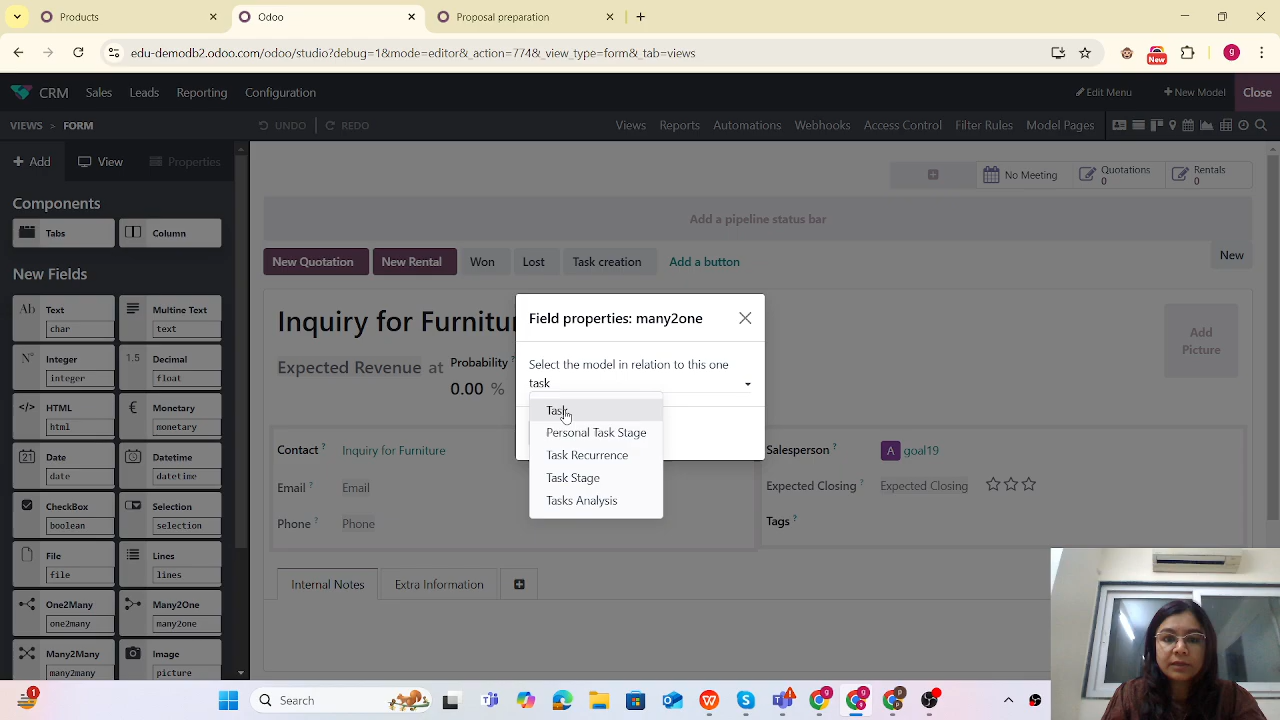 Products
Odoo
Proposal preparation
edu-demodb2.odoo.com/odoo/studio?debug=1&mode=editor&_action=774&_view_type=form&_tab=views
New
g
CRM
Sales
Leads
Reporting
Configuration
Edit Menu
New Model
Close
VIEWS > FORM
UNDO
REDO
Views
Reports
Automations
Webhooks
Access Control
Filter Rules
Model Pages
Add
View
Properties
No Meeting
Quotations
0
Rentals
0
Components
Tabs
Column
Add a pipeline status bar
New Quotation
New Rental
Won
Lost
Task creation
Add a button
New
New Fields
Ab Text
char
Multine Text
text
N° Integer
integer
1.5 Decimal
float
</> HTML
html
€ Monetary
monetary
Date
date
Datetime
datetime
CheckBox
boolean
Selection
selection
File
file
Lines
lines
One2Many
one2many
Many2One
many2one
Many2Many
many2many
Image
picture
Inquiry for Furnitu
Expected Revenue at
Probability ?
0.00 %
Add
Picture
Field properties: many2one
Select the model in relation to this one
task
Task
Personal Task Stage
Task Recurrence
Task Stage
Tasks Analysis
Contact ?
Inquiry for Furniture
Email ?
Email
Phone ?
Phone
Salesperson ?
A goal19
Expected Closing ?
Expected Closing
Tags ?
Internal Notes
Extra Information
1
Search